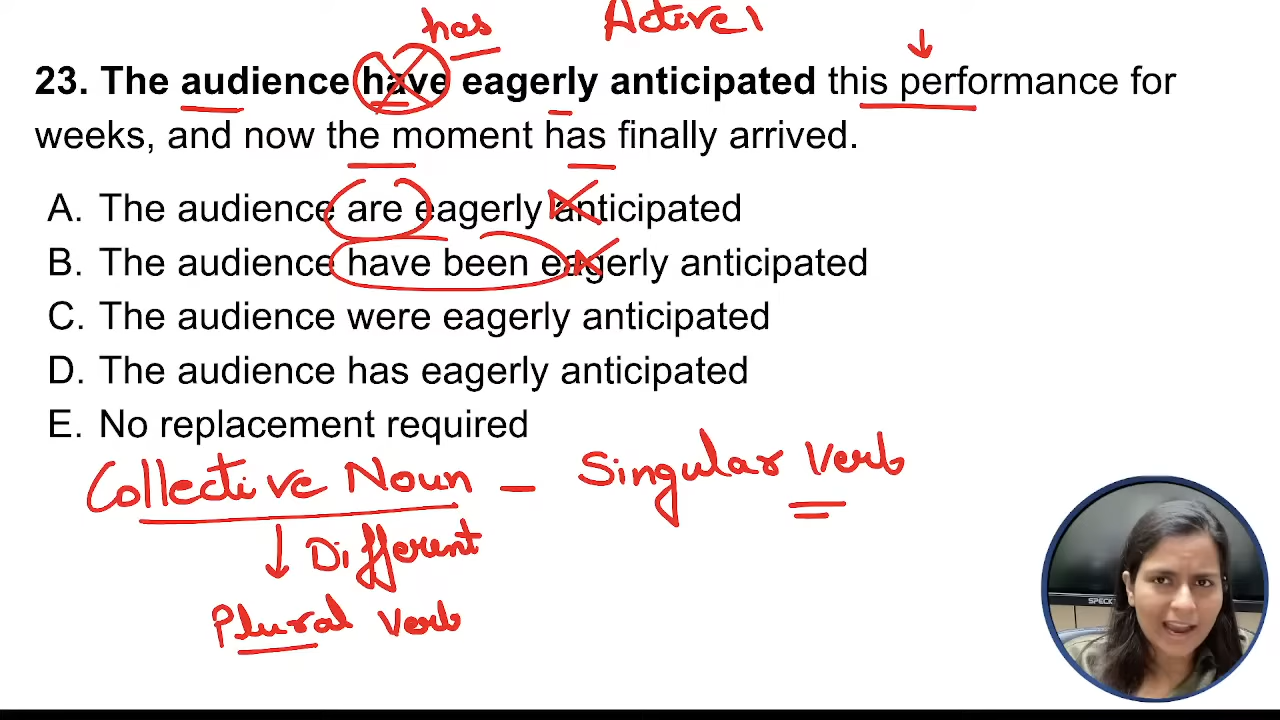 has Active
23. The audience have eagerly anticipated this performance for
weeks, and now the moment has finally arrived.
A. The audience are eagerly anticipated
B. The audience have been eagerly anticipated
C. The audience were eagerly anticipated
D. The audience has eagerly anticipated
E. No replacement required
Collective Noun - Singular Verb
Different
Plural Verb
SPECK